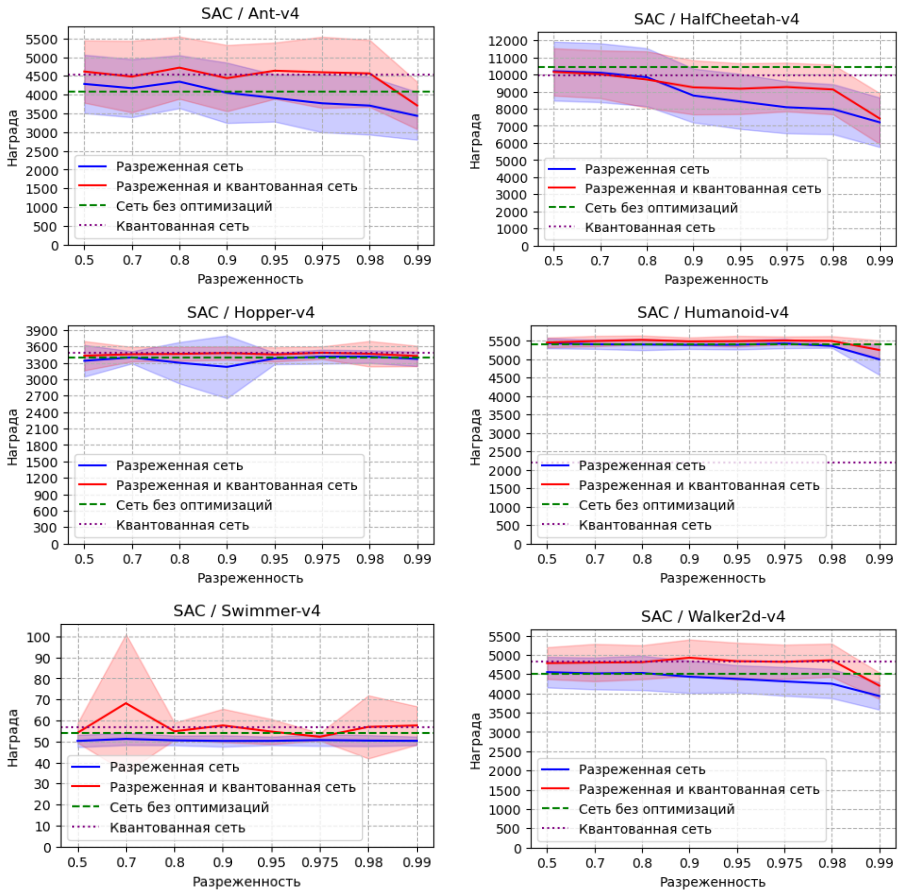 SAC / Ant-v4
Награда
5500
5000
4500
4000
3500
3000
2500
2000
1500
1000
500
0
Разреженная сеть
Разреженная и квантованная сеть
Сеть без оптимизаций
Квантованная сеть
0.5 0.7 0.8 0.9 0.95 0.975 0.98 0.99
Разреженность
SAC / HalfCheetah-v4
Награда
12000
11000
10000
9000
8000
7000
6000
5000
4000
3000
2000
1000
0
Разреженная сеть
Разреженная и квантованная сеть
Сеть без оптимизаций
Квантованная сеть
0.5 0.7 0.8 0.9 0.95 0.975 0.98 0.99
Разреженность
SAC / Hopper-v4
Награда
3900
3600
3300
3000
2700
2400
2100
1800
1500
1200
900
600
300
0
Разреженная сеть
Разреженная и квантованная сеть
Сеть без оптимизаций
Квантованная сеть
0.5 0.7 0.8 0.9 0.95 0.975 0.98 0.99
Разреженность
SAC / Humanoid-v4
Награда
5500
5000
4500
4000
3500
3000
2500
2000
1500
1000
500
0
Разреженная сеть
Разреженная и квантованная сеть
Сеть без оптимизаций
Квантованная сеть
0.5 0.7 0.8 0.9 0.95 0.975 0.98 0.99
Разреженность
SAC / Swimmer-v4
Награда
100
90
80
70
60
50
40
30
20
10
0
Разреженная сеть
Разреженная и квантованная сеть
Сеть без оптимизаций
Квантованная сеть
0.5 0.7 0.8 0.9 0.95 0.975 0.98 0.99
Разреженность
SAC / Walker2d-v4
Награда
5500
5000
4500
4000
3500
3000
2500
2000
1500
1000
500
0
Разреженная сеть
Разреженная и квантованная сеть
Сеть без оптимизаций
Квантованная сеть
0.5 0.7 0.8 0.9 0.95 0.975 0.98 0.99
Разреженность